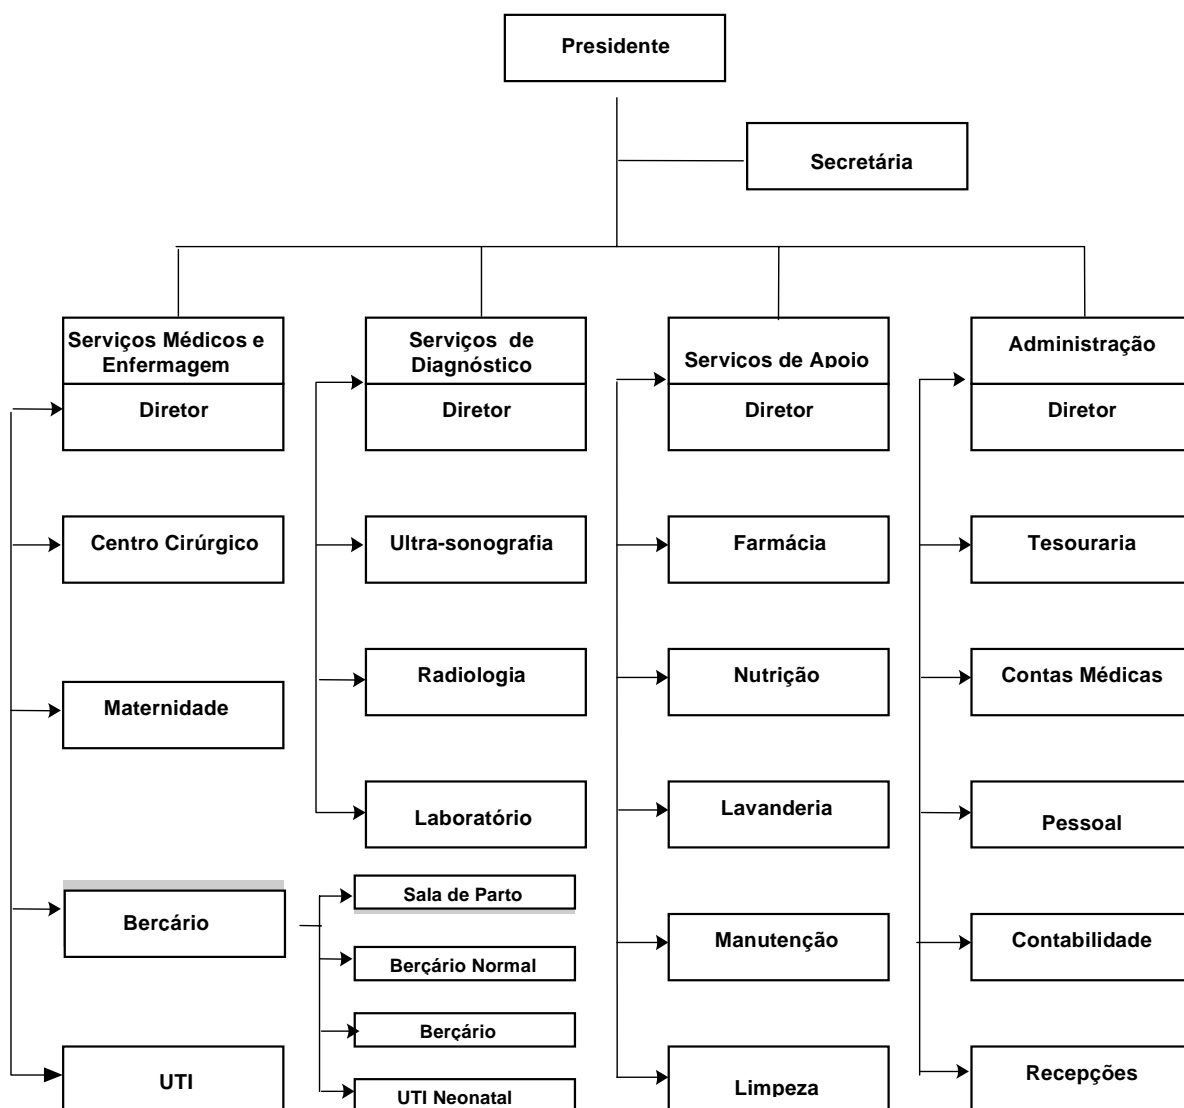 Presidente
Secretária
Serviços Médicos e
Enfermagem
Diretor
Serviços de
Diagnóstico
Diretor
Serviços de Apoio
Diretor
Administração
Diretor
Centro Cirúrgico
Ultra-sonografia
Farmácia
Tesouraria
Maternidade
Radiologia
Nutrição
Contas Médicas
Laboratório
Lavanderia
Pessoal
Bercário
Sala de Parto
Berçário Normal
Berçário
UTI Neonatal
Manutenção
Contabilidade
UTI
Limpeza
Recepções